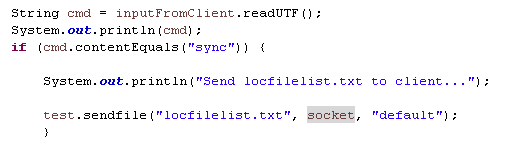 String cmd = inputFromClient.readUTF();
System.out.println(cmd);
if (cmd.contentEquals("sync")) {
System.out.println("Send locfilelist.txt to client...");
test.sendfile("locfilelist.txt", socket, "default");
}